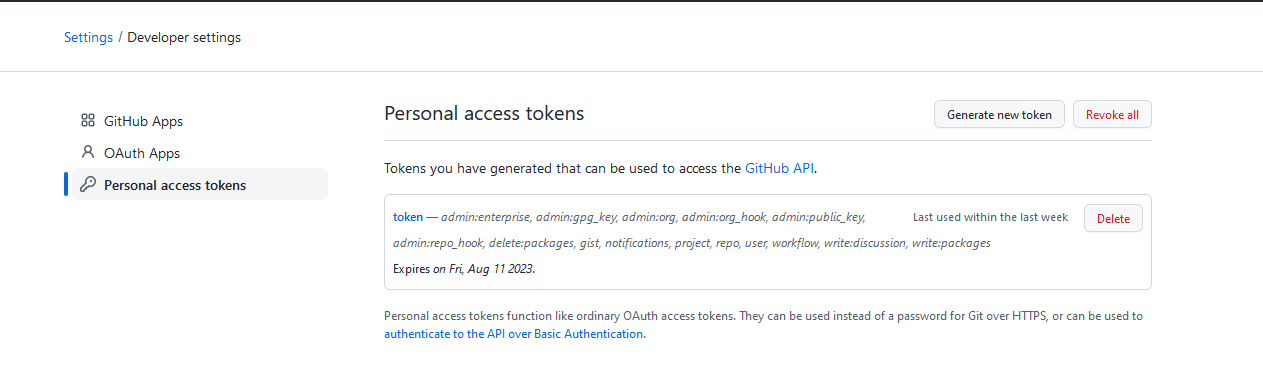 Settings / Developer settings
GitHub Apps
OAuth Apps
Personal access tokens
Personal access tokens
Generate new token
Revoke all
Tokens you have generated that can be used to access the GitHub API.
token — admin:enterprise, admin:gpg_key, admin:org, admin:org_hook, admin:public_key,
Last used within the last week
Delete
admin:repo_hook, delete:packages, gist, notifications, project, repo, user, workflow, write:discussion, write:packages
Expires on Fri, Aug 11 2023.
Personal access tokens function like ordinary OAuth access tokens. They can be used instead of a password for Git over HTTPS, or can be used to
authenticate to the API over Basic Authentication.